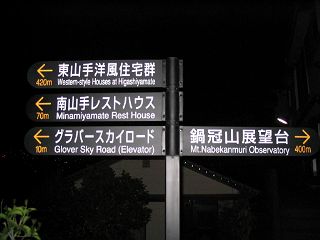 東山手洋風住宅群
Western-style Houses at Higashiyamate
420m
南山手レストハウス
Minamiyamate Rest House
70m
グラバースカイロード
Glover Sky Road (Elevator)
10m
鍋冠山展望台
Mt.Nabekanmuri Observatory
400m